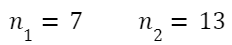 n₁ = 7 n₂ = 13